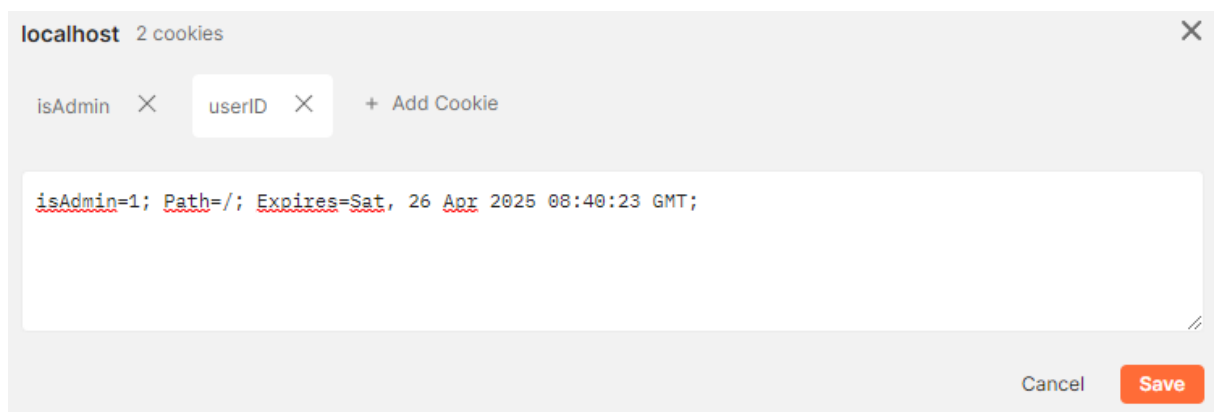 localhost 2 cookies
isAdmin userID + Add Cookie
isAdmin=1; Path=/; Expires=Sat, 26 Apr 2025 08:40:23 GMT;
Cancel Save